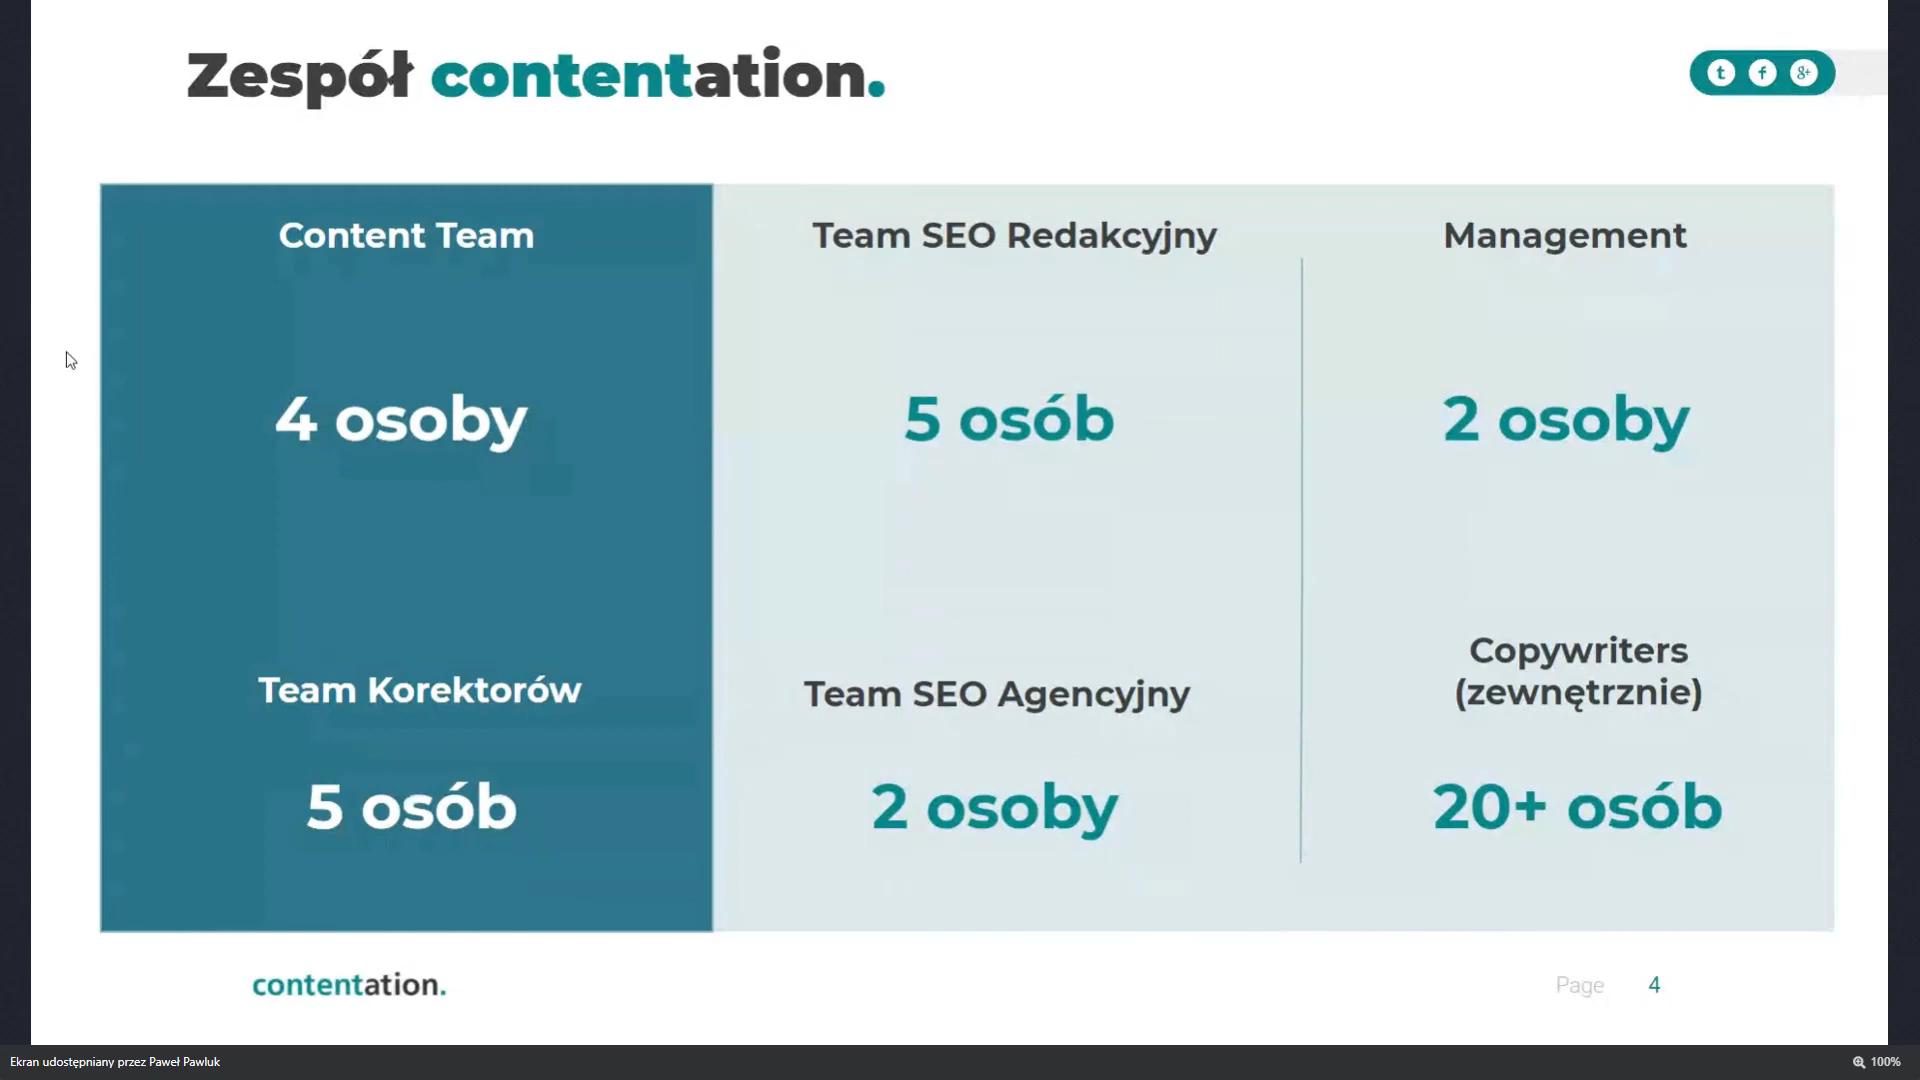 Zespół contentation.
t f g+
Content Team
4 osoby
Team Korektorów
5 osób
Team SEO Redakcyjny
5 osób
Team SEO Agencyjny
2 osoby
Management
2 osoby
Copywriters
(zewnętrznie)
20+ osób
contentation.
Page 4
Ekran udostępniany przez Paweł Pawluk
100%